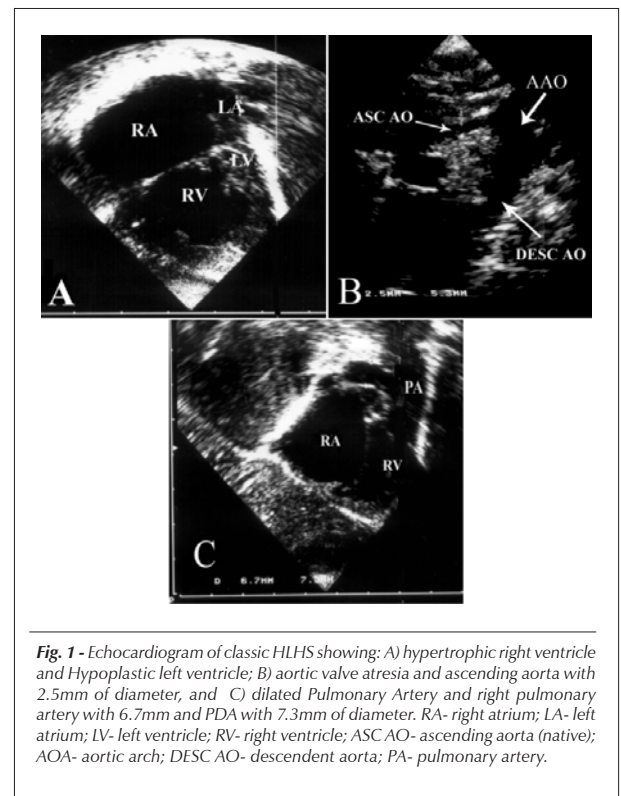 LA
RA
LV
RV
A
AAO
ASC AO
DESC AO
B
2.5MM 5.3MM
PA
RA
RV
C
D 6.7MM
Fig. 1 - Echocardiogram of classic HLHS showing: A) hypertrophic right ventricle
and Hypoplastic left ventricle; B) aortic valve atresia and ascending aorta with
2.5mm of diameter, and C) dilated Pulmonary Artery and right pulmonary
artery with 6.7mm and PDA with 7.3mm of diameter. RA- right atrium; LA- left
atrium; LV- left ventricle; RV- right ventricle; ASC AO- ascending aorta (native);
AOA- aortic arch; DESC AO- descendent aorta; PA- pulmonary artery.